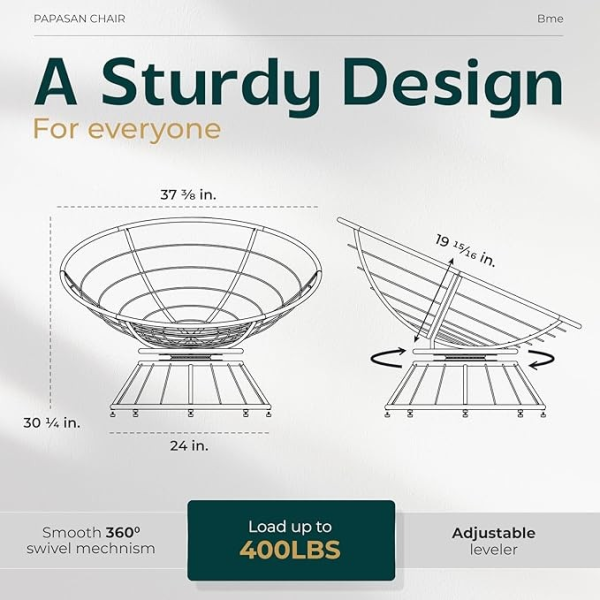 PAPASAN CHAIR
Bme
A Sturdy Design
For everyone
37 ⅜ in.
19 ¹⁵⁄₁₆ in.
30 ¼ in.
24 in.
Smooth 360⁰
swivel mechnism
Load up to
400LBS
Adjustable
leveler